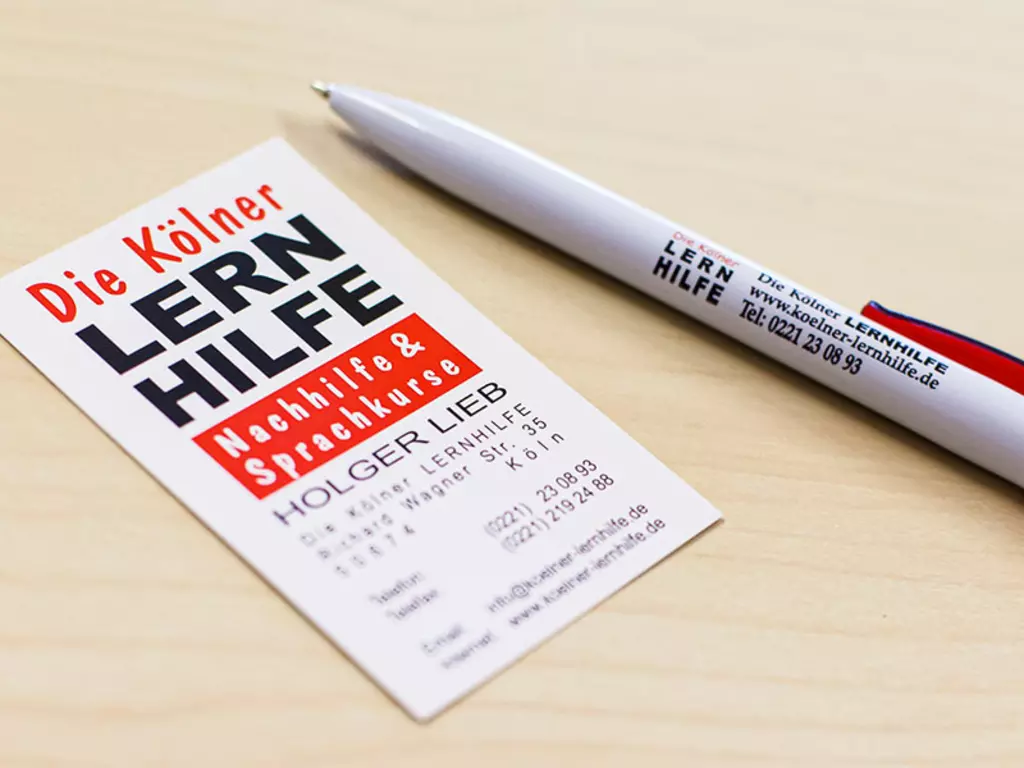 Die Kölner
LERN
HILFE
Nachhilfe &
Sprachkurse
HOLGER LIEB
Die Kölner LERNHILFE
Richard Wagner Str. 35
50674 Köln
Telefon: (0221) 23 08 93
Telefax: (0221) 219 24 88
Email: info@koelner-lernhilfe.de
Internet: www.koelner-lernhilfe.de
Die Kölner
LERN
HILFE
Die Kölner LERNHILFE
www.koelner-lernhilfe.de
Tel: 0221 23 08 93